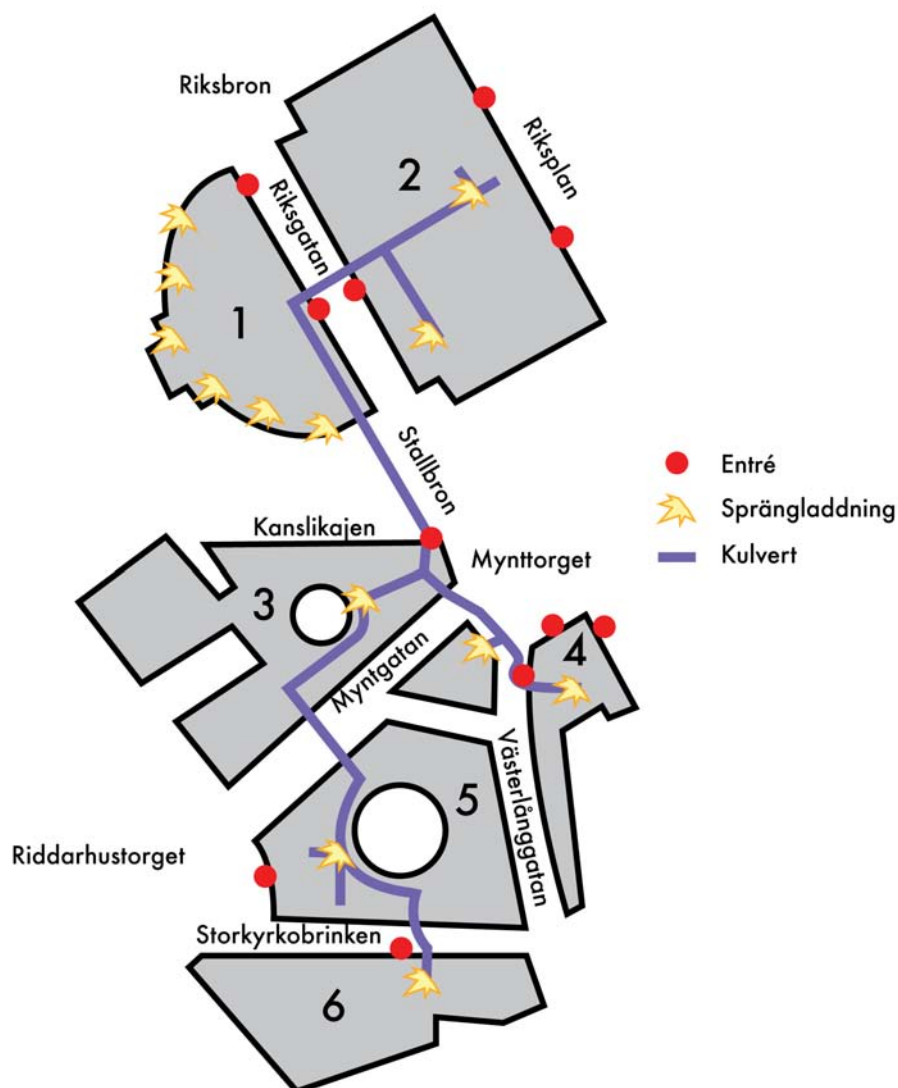 Riksbron
2
Riksplan
Riksgatan
1
Stallbron
Entré
Sprängladdning
Kulvert
Kanslikajen
Mynttorget
3
4
Myntgatan
Västerlånggatan
5
Riddarhustorget
Storkyrkobrinken
6